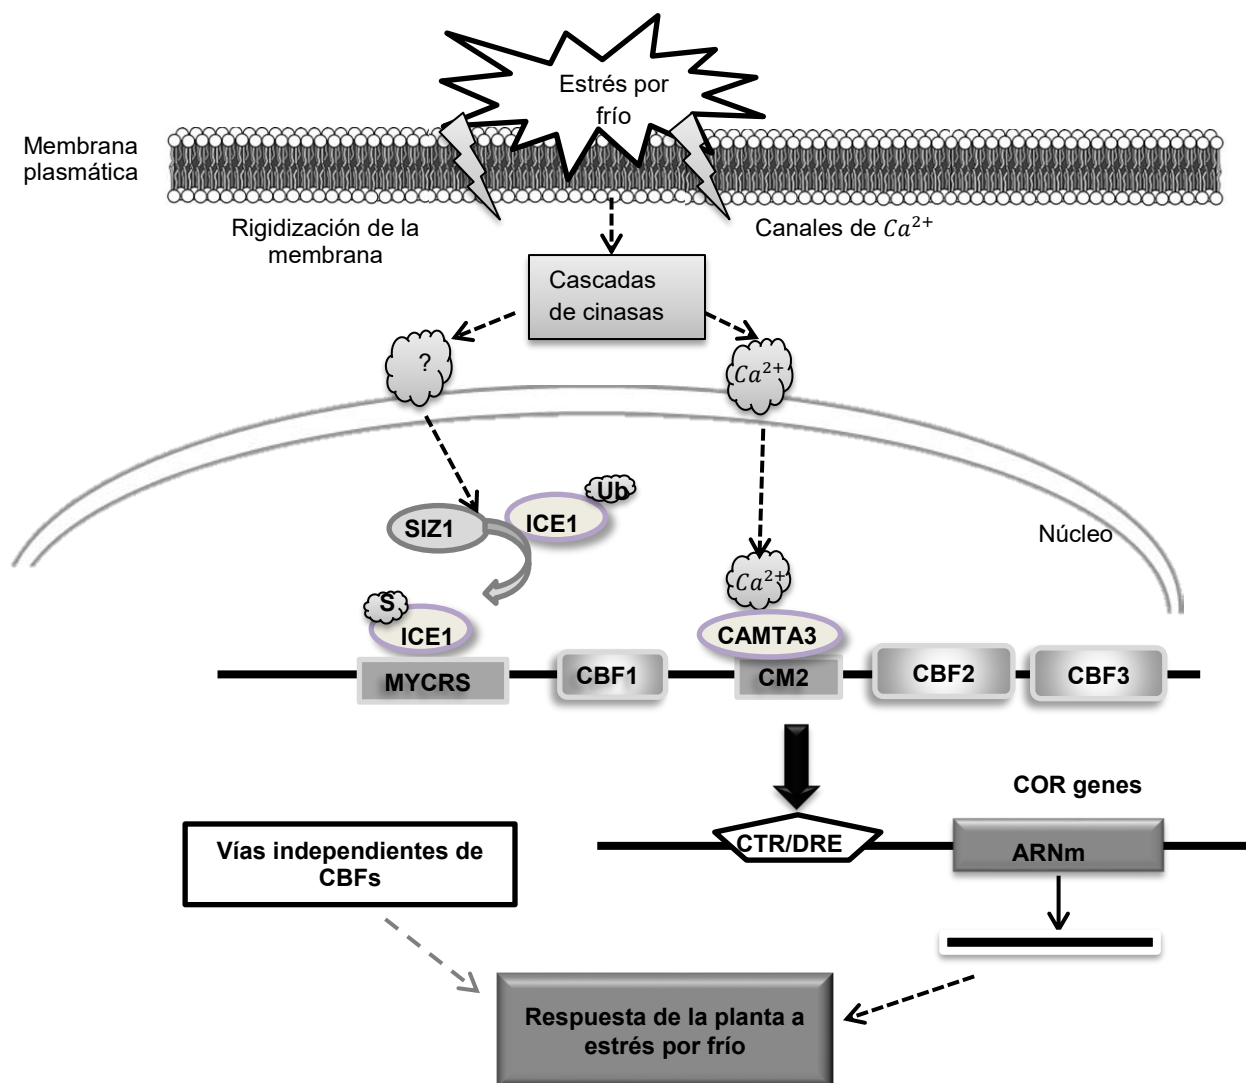 Estrés por
frío
Membrana
plasmática
Rigidización de la
membrana
Canales de Ca²⁺
Cascadas
de cinasas
?
Ca²⁺
Ub
SIZ1
ICE1
Núcleo
Ca²⁺
S
ICE1
CAMTA3
MYCRS
CBF1
CM2
CBF2
CBF3
COR genes
CTR/DRE
ARNm
Vías independientes de
CBFs
Respuesta de la planta a
estrés por frío